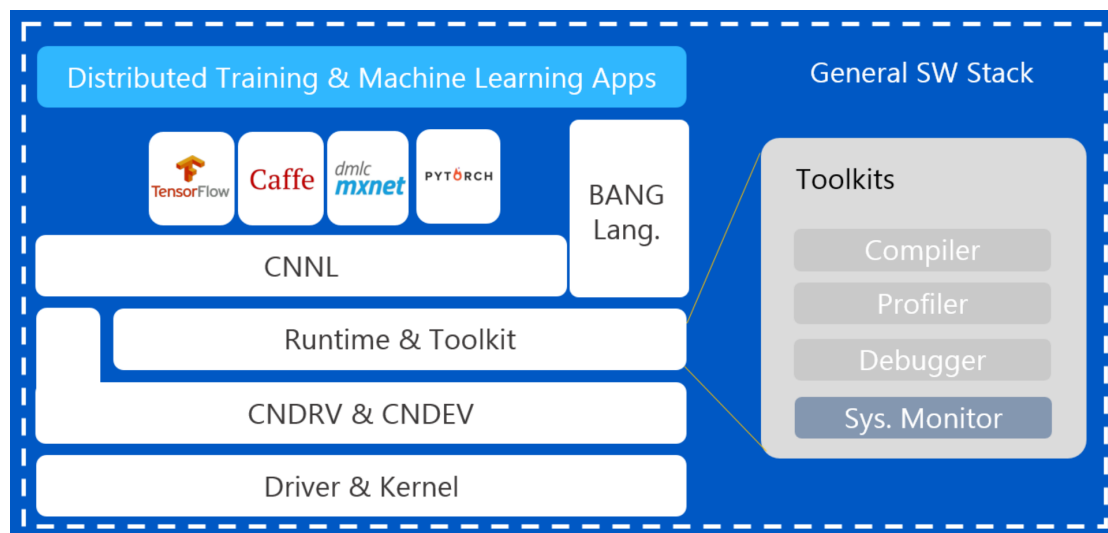 Distributed Training & Machine Learning Apps
General SW Stack
TensorFlow
Caffe
dmlc
mxnet
PYTORCH
BANG
Lang.
CNNL
Runtime & Toolkit
CNDRV & CNDEV
Driver & Kernel
Toolkits
Compiler
Profiler
Debugger
Sys. Monitor